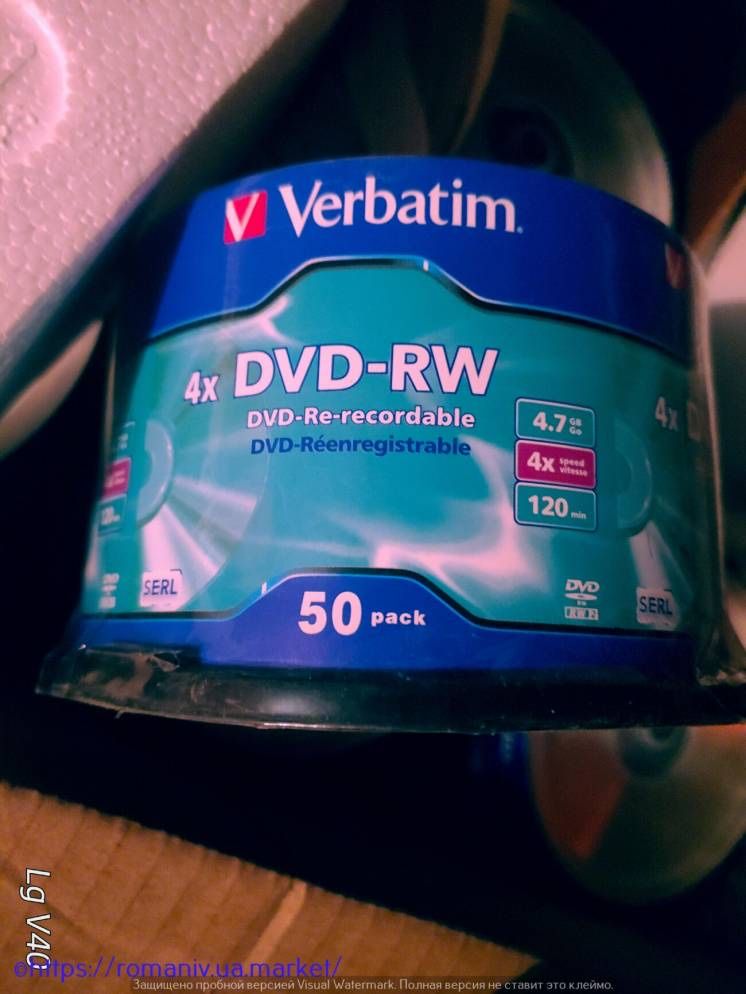 Verbatim
4x DVD-RW
DVD-Re-recordable
DVD-Réenregistrable
4.7 GB Go
4x speed vitesse
120 min
4x
120
SERL
DVD
RW
SERL
50 pack
Lg V40
©https://romaniv.ua.market/
Защищено пробной версией Visual Watermark. Полная версия не ставит это клеймо.